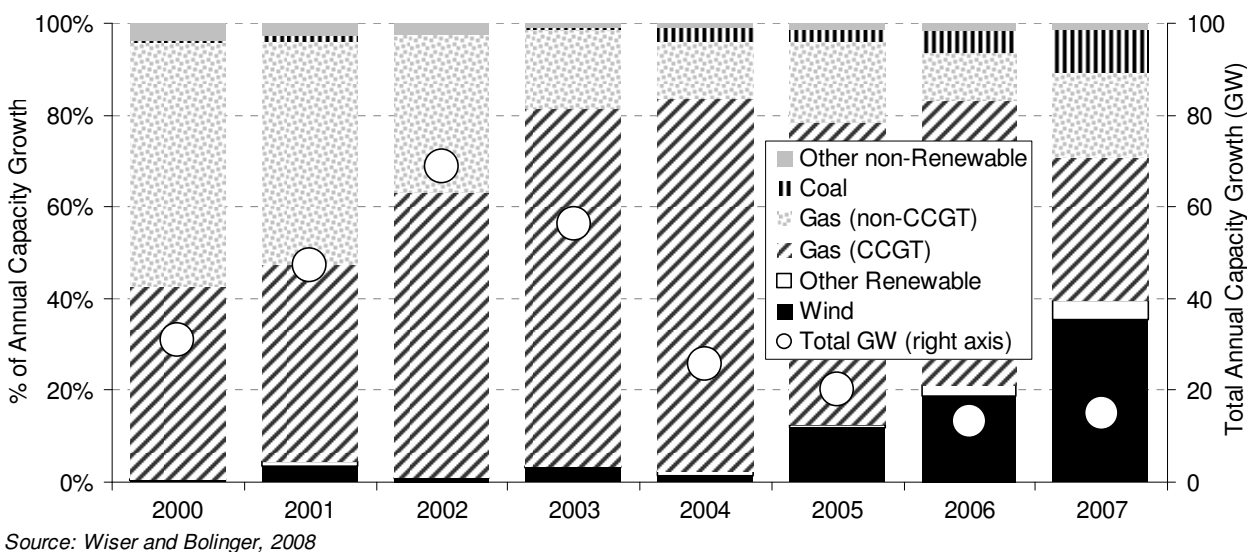 100%
80%
60%
40%
20%
0%
% of Annual Capacity Growth
100
80
60
40
20
0
Total Annual Capacity Growth (GW)
Other non-Renewable
Coal
Gas (non-CCGT)
Gas (CCGT)
Other Renewable
Wind
Total GW (right axis)
2000 2001 2002 2003 2004 2005 2006 2007
Source: Wiser and Bolinger, 2008